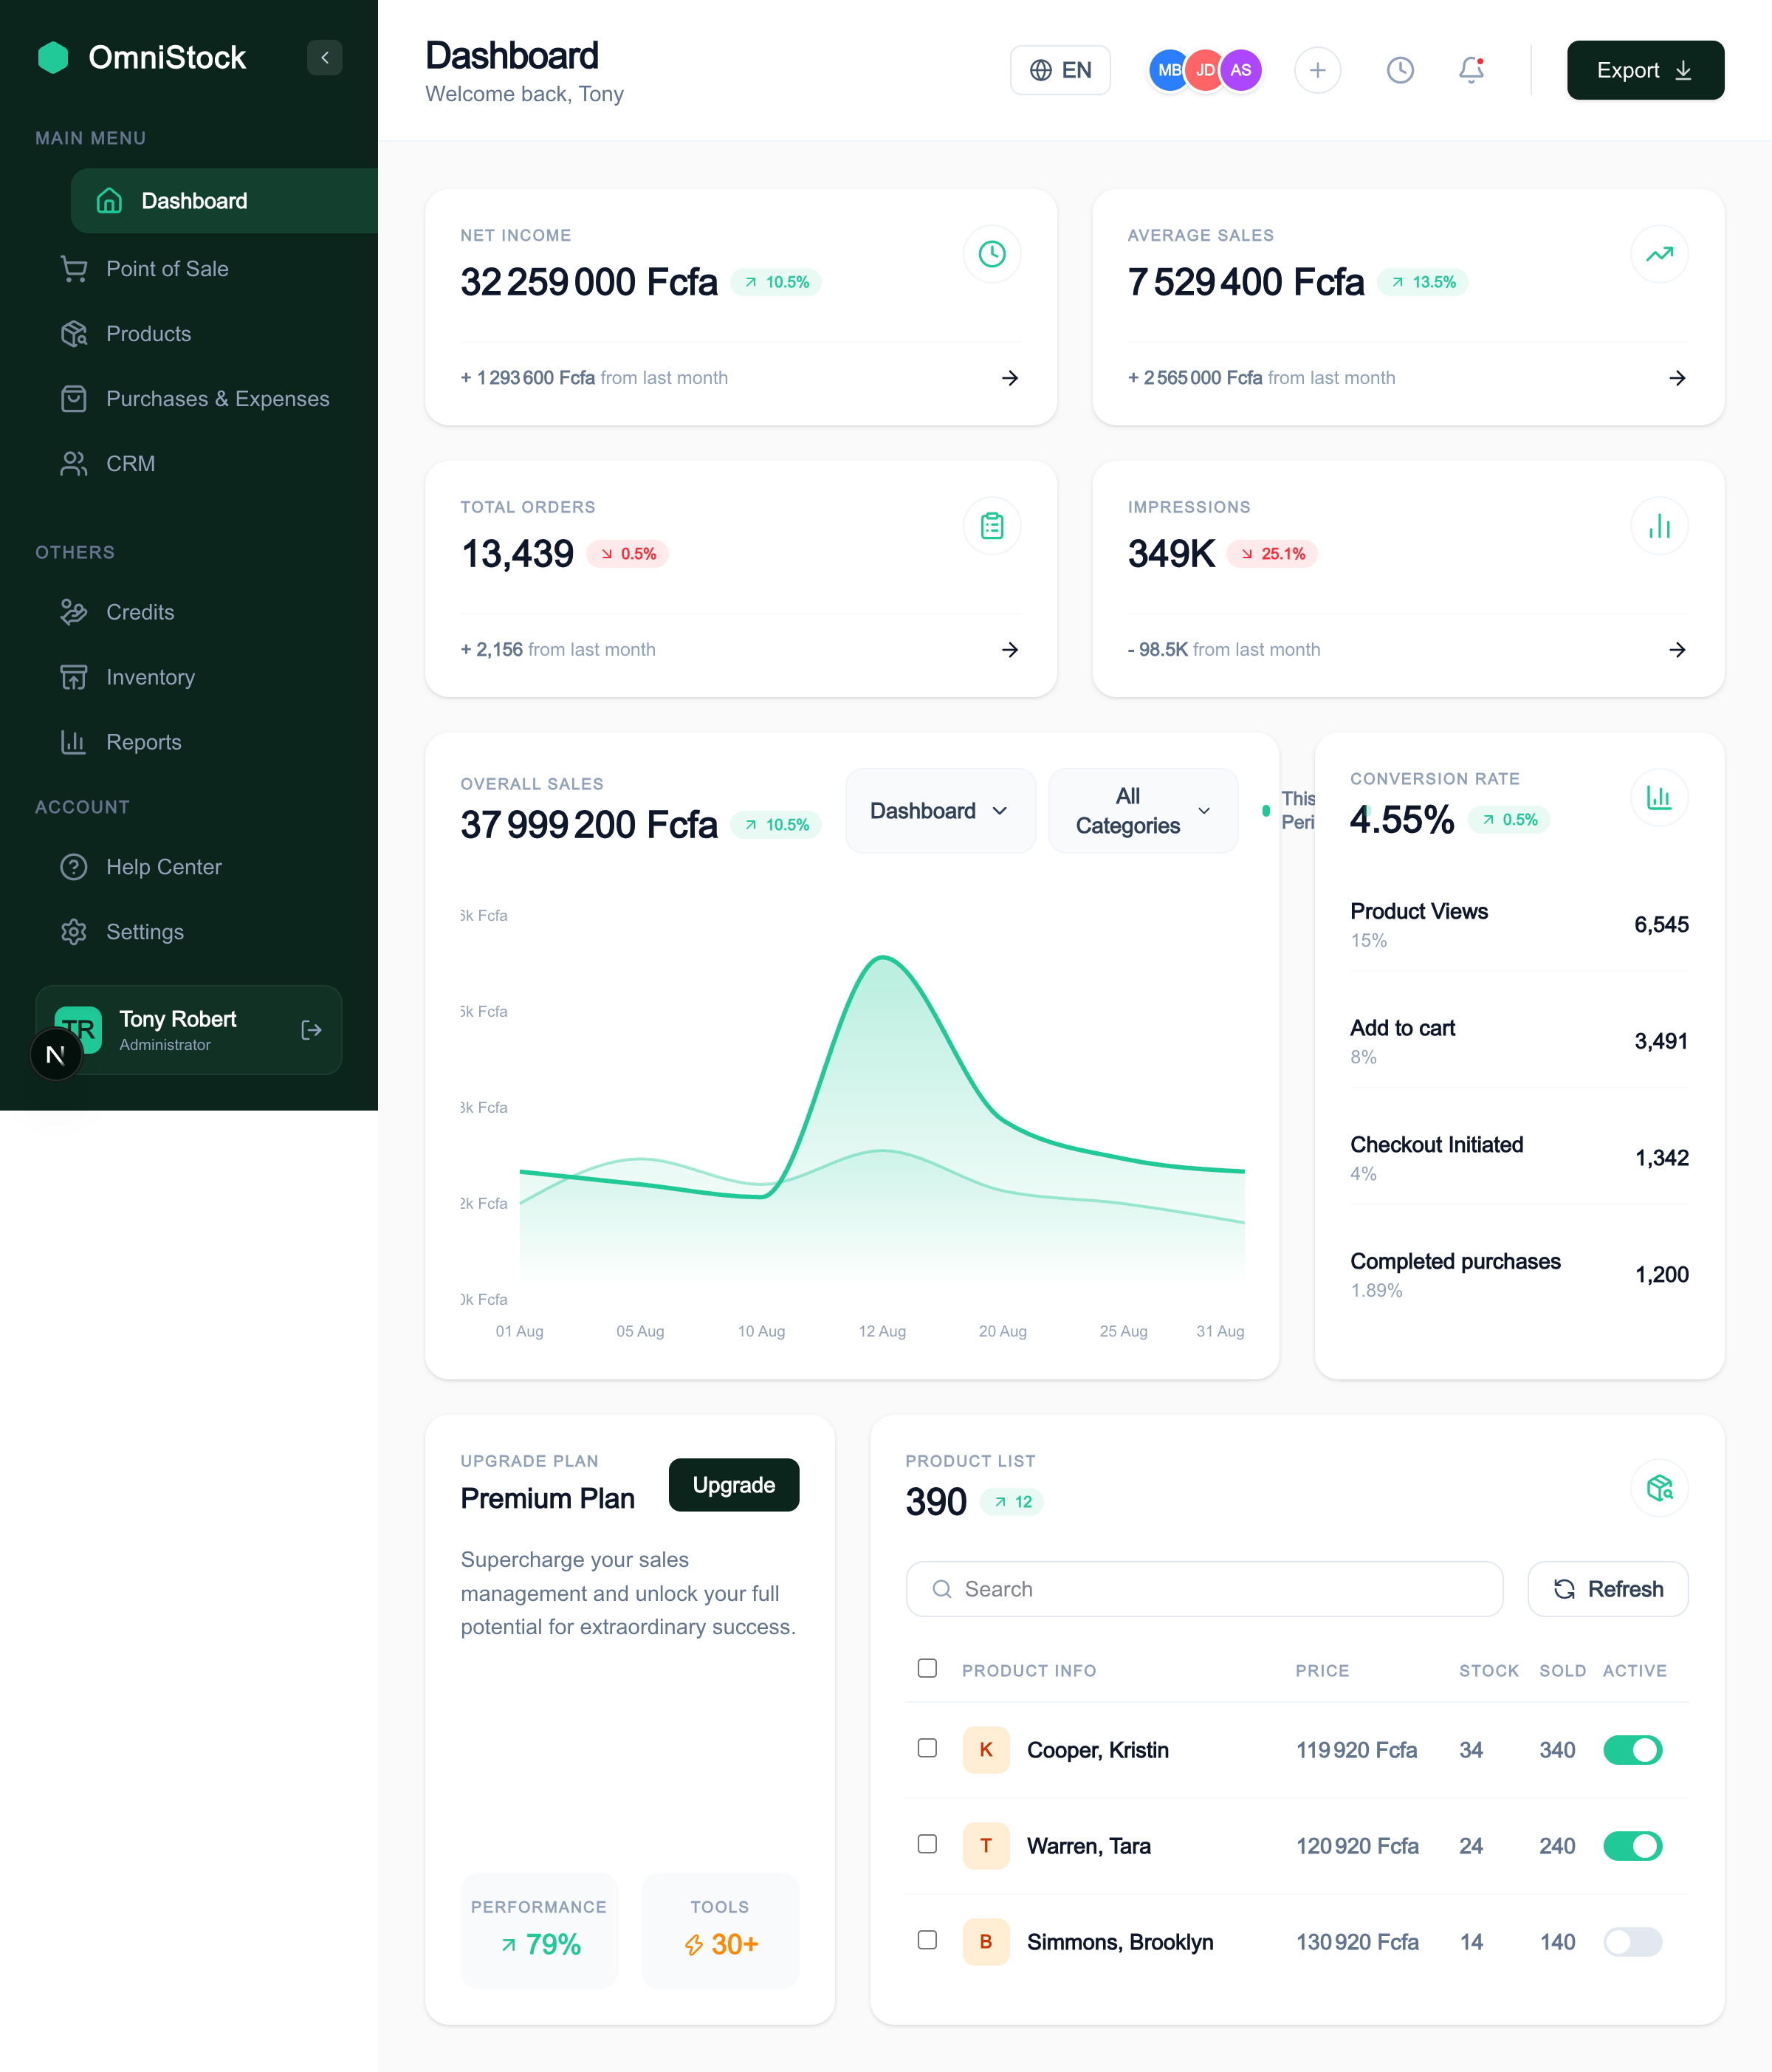 OmniStock
MAIN MENU
Dashboard
Point of Sale
Products
Purchases & Expenses
CRM
OTHERS
Credits
Inventory
Reports
ACCOUNT
Help Center
Settings
TR
Tony Robert
Administrator
N
Dashboard
Welcome back, Tony
EN
MB
JD
AS
Export
NET INCOME
32 259 000 Fcfa
10.5%
+ 1 293 600 Fcfa from last month
AVERAGE SALES
7 529 400 Fcfa
13.5%
+ 2 565 000 Fcfa from last month
TOTAL ORDERS
13,439
0.5%
+ 2,156 from last month
IMPRESSIONS
349K
25.1%
- 98.5K from last month
OVERALL SALES
37 999 200 Fcfa
10.5%
Dashboard
All
Categories
This
Peri
6k Fcfa
5k Fcfa
3k Fcfa
2k Fcfa
0k Fcfa
01 Aug
05 Aug
10 Aug
12 Aug
20 Aug
25 Aug
31 Aug
CONVERSION RATE
4.55%
0.5%
Product Views
15%
6,545
Add to cart
8%
3,491
Checkout Initiated
4%
1,342
Completed purchases
1.89%
1,200
UPGRADE PLAN
Premium Plan
Upgrade
Supercharge your sales
management and unlock your full
potential for extraordinary success.
PERFORMANCE
79%
TOOLS
30+
PRODUCT LIST
390
12
Search
Refresh
PRODUCT INFO PRICE STOCK SOLD ACTIVE
K Cooper, Kristin 119 920 Fcfa 34 340
T Warren, Tara 120 920 Fcfa 24 240
B Simmons, Brooklyn 130 920 Fcfa 14 140